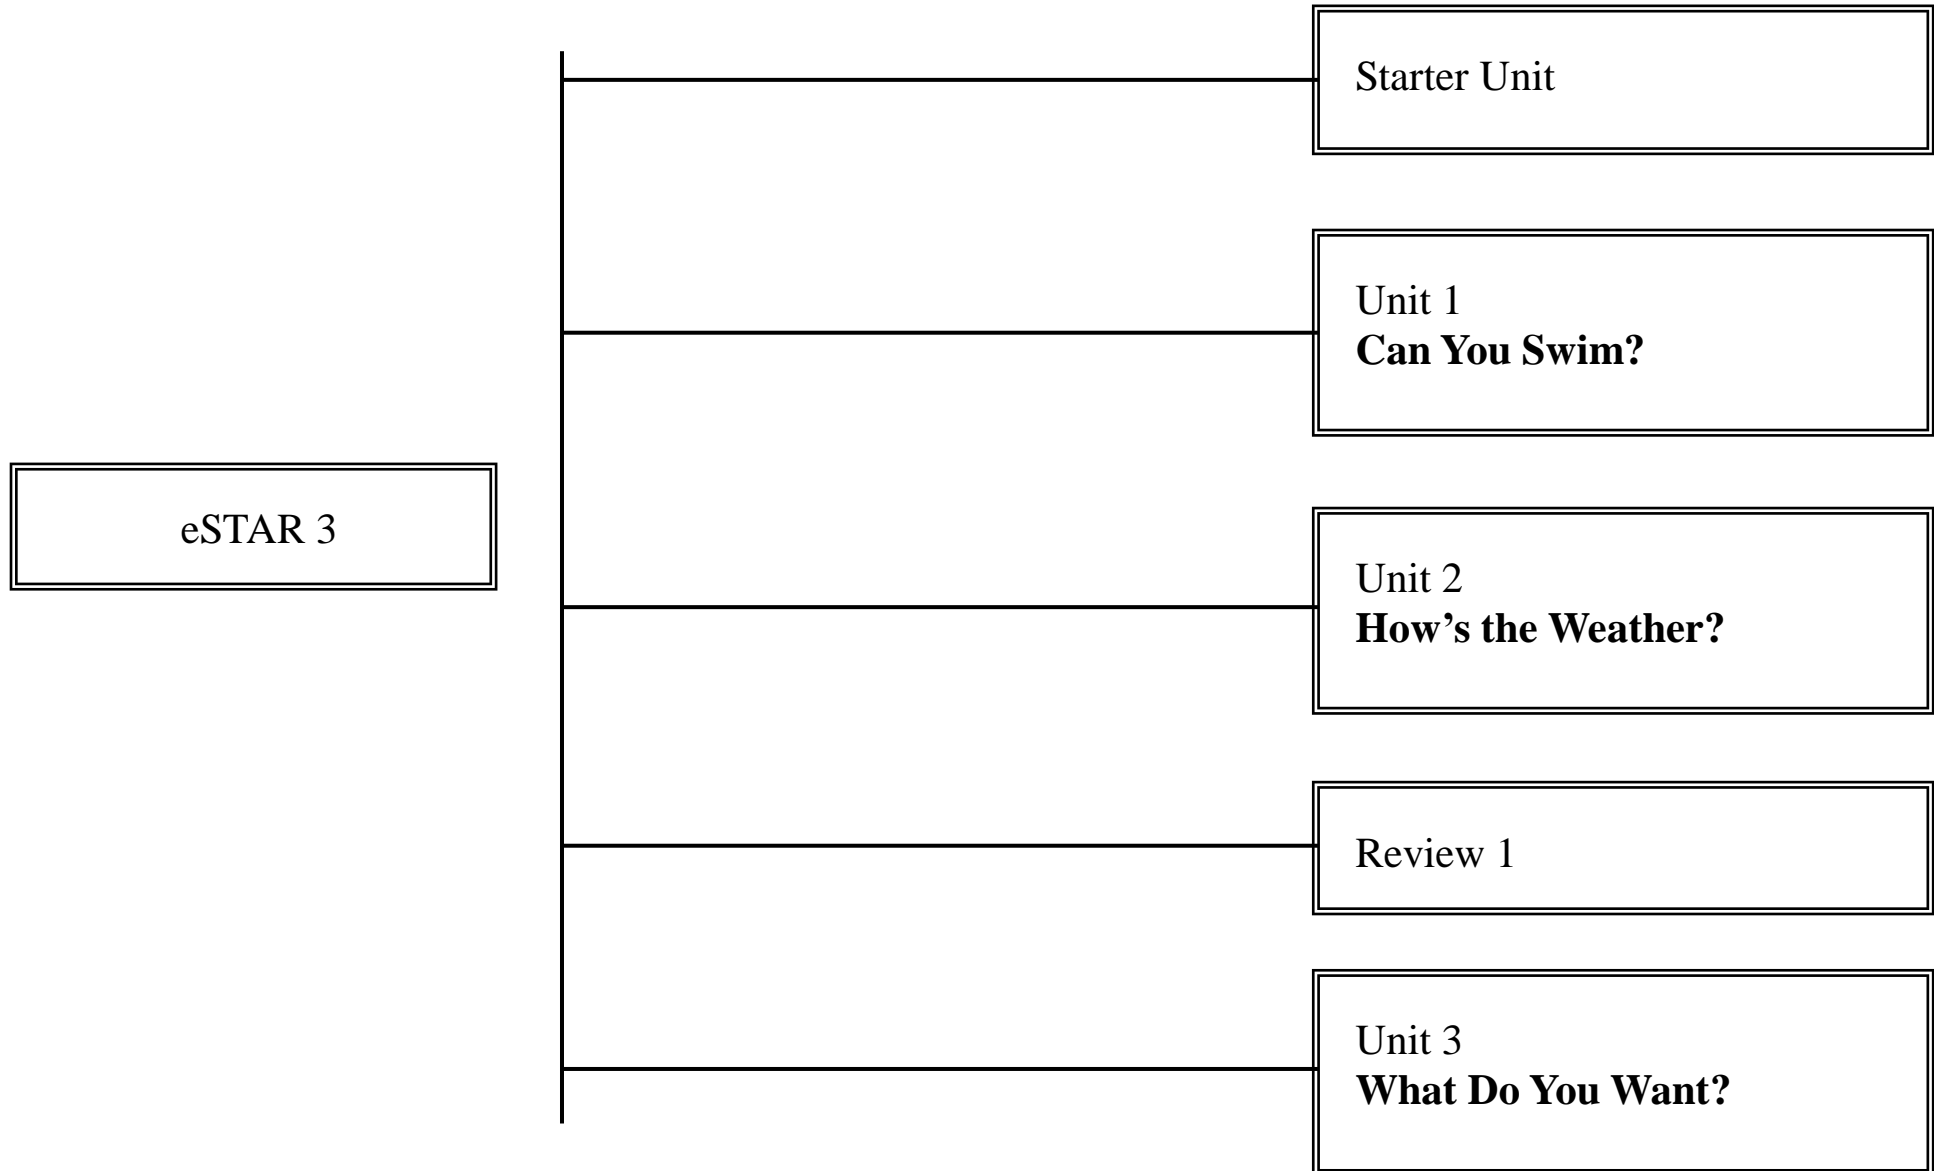 Starter Unit
Unit 1
Can You Swim?
eSTAR 3
Unit 2
How’s the Weather?
Review 1
Unit 3
What Do You Want?